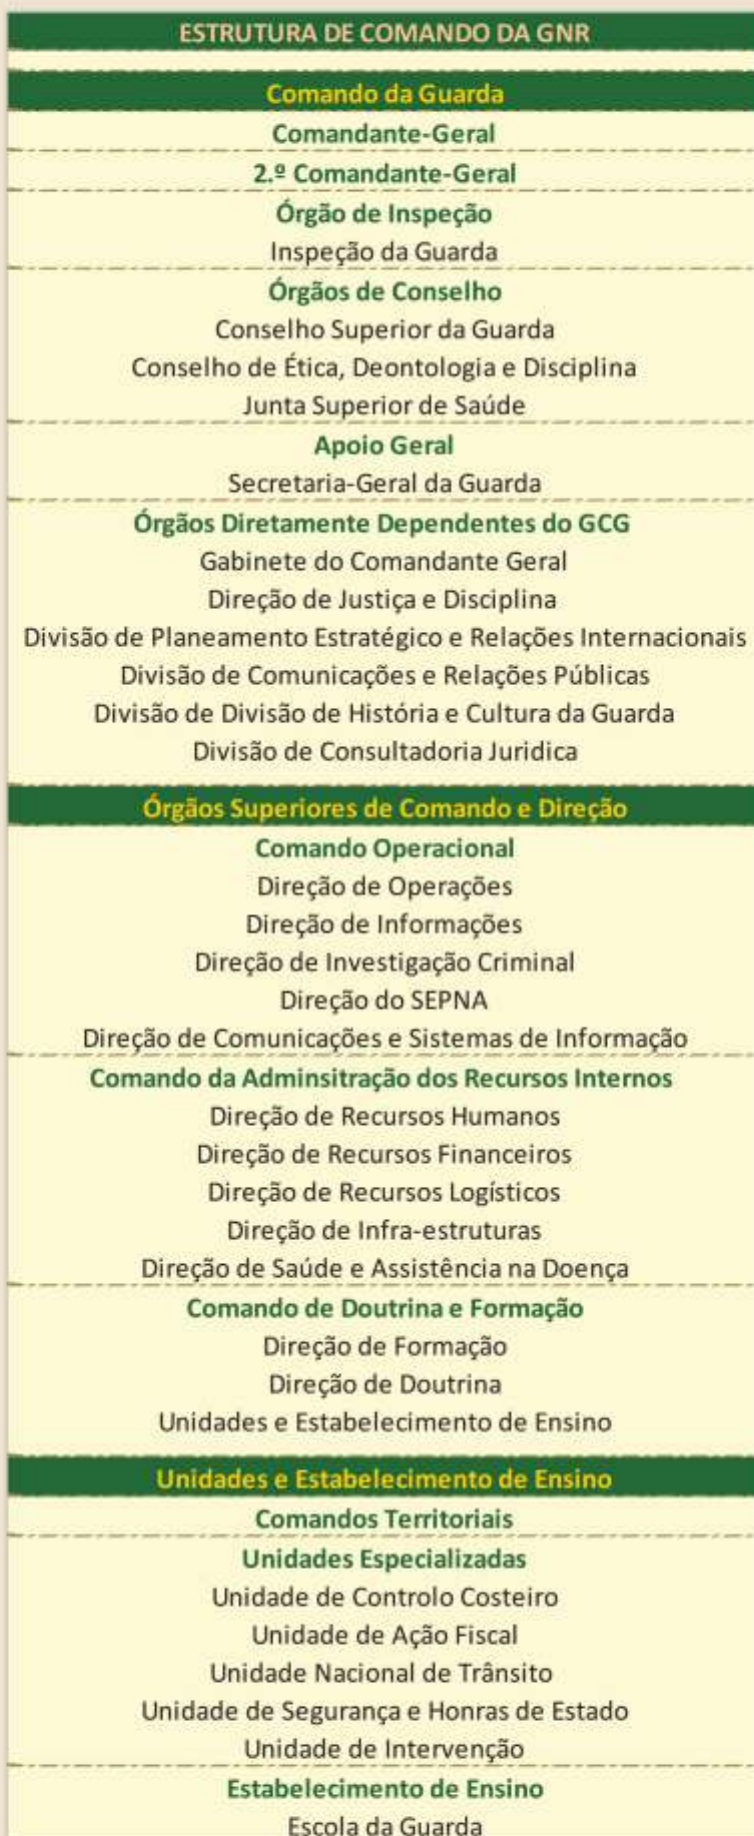 ESTRUTURA DE COMANDO DA GNR
Comando da Guarda
Comandante-Geral
2.º Comandante-Geral
Órgão de Inspeção
Inspeção da Guarda
Órgãos de Conselho
Conselho Superior da Guarda
Conselho de Ética, Deontologia e Disciplina
Junta Superior de Saúde
Apoio Geral
Secretaria-Geral da Guarda
Órgãos Diretamente Dependentes do GCG
Gabinete do Comandante Geral
Direção de Justiça e Disciplina
Divisão de Planeamento Estratégico e Relações Internacionais
Divisão de Comunicações e Relações Públicas
Divisão de Divisão de História e Cultura da Guarda
Divisão de Consultadoria Juridica
Órgãos Superiores de Comando e Direção
Comando Operacional
Direção de Operações
Direção de Informações
Direção de Investigação Criminal
Direção do SEPNA
Direção de Comunicações e Sistemas de Informação
Comando da Adminsitração dos Recursos Internos
Direção de Recursos Humanos
Direção de Recursos Financeiros
Direção de Recursos Logísticos
Direção de Infra-estruturas
Direção de Saúde e Assistência na Doença
Comando de Doutrina e Formação
Direção de Formação
Direção de Doutrina
Unidades e Estabelecimento de Ensino
Unidades e Estabelecimento de Ensino
Comandos Territoriais
Unidades Especializadas
Unidade de Controlo Costeiro
Unidade de Ação Fiscal
Unidade Nacional de Trânsito
Unidade de Segurança e Honras de Estado
Unidade de Intervenção
Estabelecimento de Ensino
Escola da Guarda